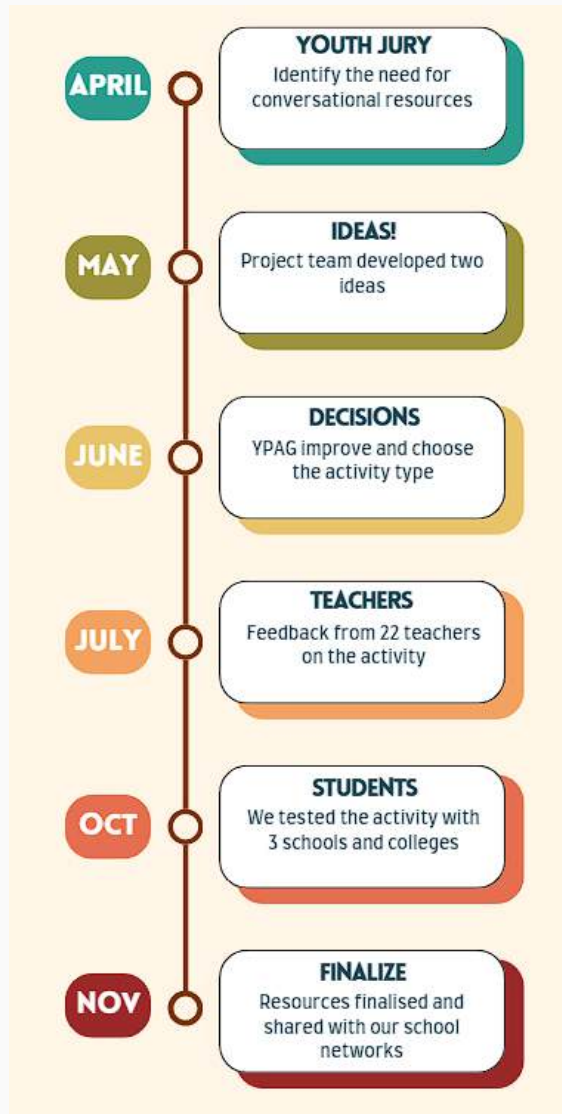 APRIL
YOUTH JURY
Identify the need for
conversational resources
MAY
IDEAS!
Project team developed two
ideas
JUNE
DECISIONS
YPAG improve and choose
the activity type
JULY
TEACHERS
Feedback from 22 teachers
on the activity
OCT
STUDENTS
We tested the activity with
3 schools and colleges
NOV
FINALIZE
Resources finalised and
shared with our school
networks